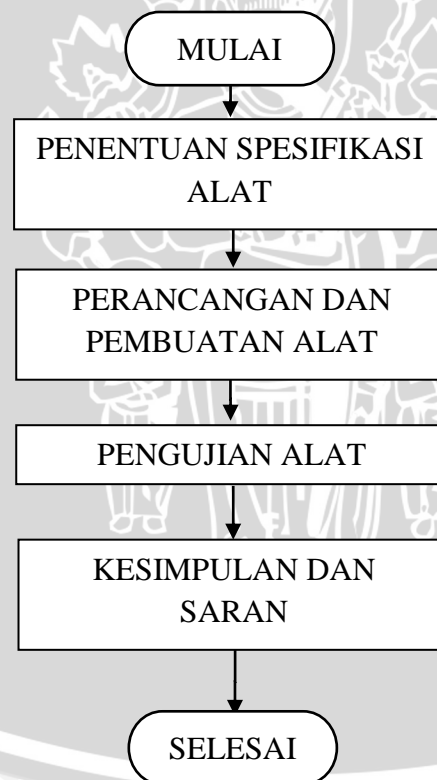 MULAI
PENENTUAN SPESIFIKASI
ALAT
PERANCANGAN DAN
PEMBUATAN ALAT
PENGUJIAN ALAT
KESIMPULAN DAN
SARAN
SELESAI